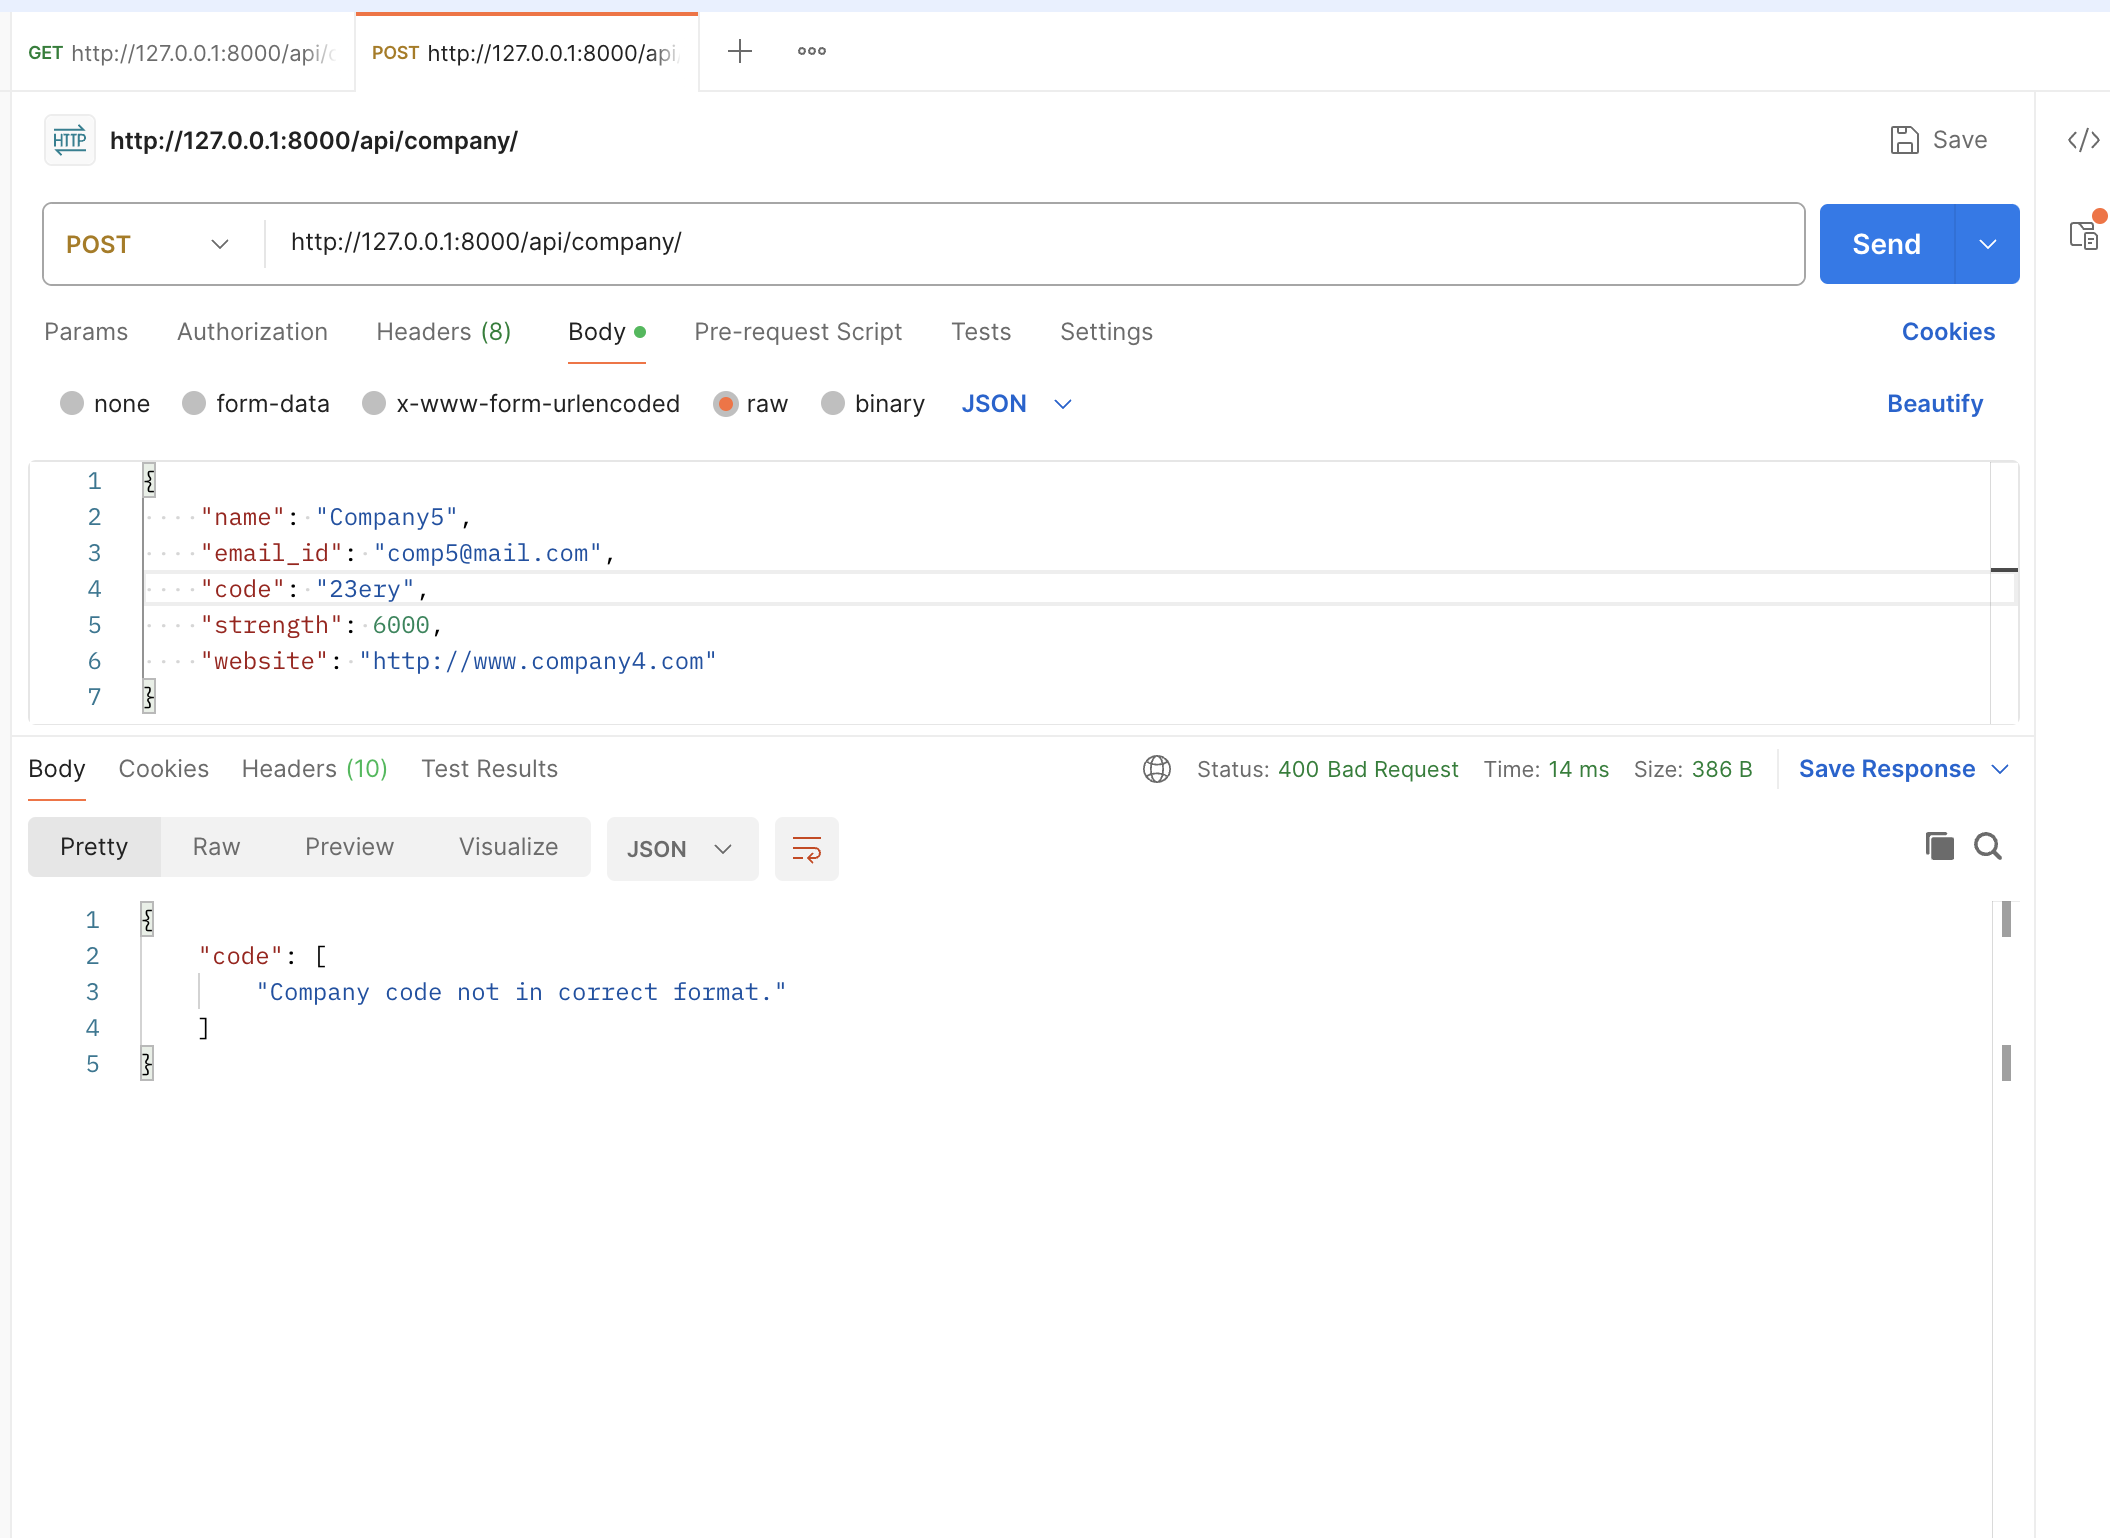 GET http://127.0.0.1:8000/api/c
POST http://127.0.0.1:8000/api/
HTTP http://127.0.0.1:8000/api/company/
Save
POST http://127.0.0.1:8000/api/company/
Send
Params Authorization Headers (8) Body Pre-request Script Tests Settings Cookies
none form-data x-www-form-urlencoded raw binary JSON Beautify
1 {
2 "name": "Company5",
3 "email_id": "comp5@mail.com",
4 "code": "23ery",
5 "strength": 6000,
6 "website": "http://www.company4.com"
7 }
Body Cookies Headers (10) Test Results Status: 400 Bad Request Time: 14 ms Size: 386 B Save Response
Pretty Raw Preview Visualize JSON
1 {
2 "code": [
3 "Company code not in correct format."
4 ]
5 }